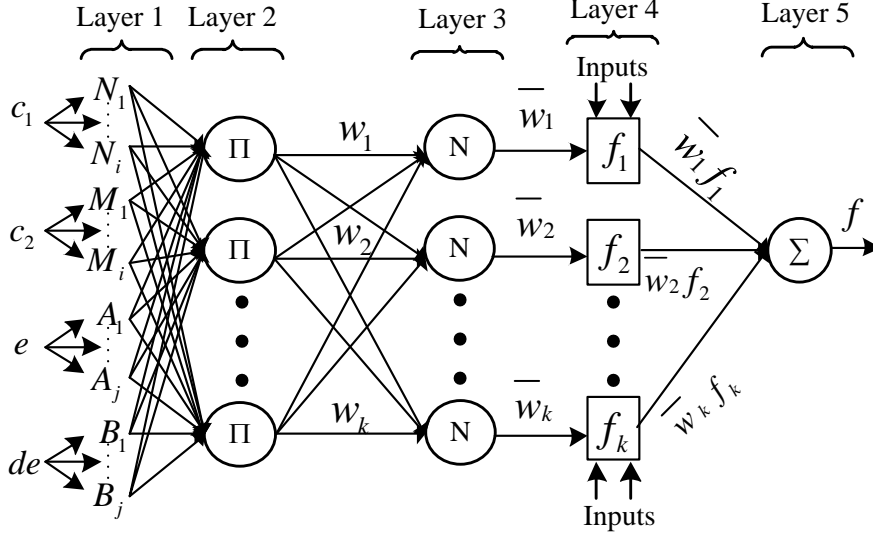 Layer 1
Layer 2
Layer 3
Layer 4
Layer 5
Inputs
c₁
N₁
Nᵢ
c₂
M₁
Mᵢ
e
A₁
Aⱼ
de
B₁
Bⱼ
Π
Π
Π
w₁
w₂
wₖ
N
N
N
w̅₁
w̅₂
w̅ₖ
f₁
f₂
fₖ
Inputs
w̅₁f₁
w̅₂f₂
w̅ₖfₖ
Σ
f